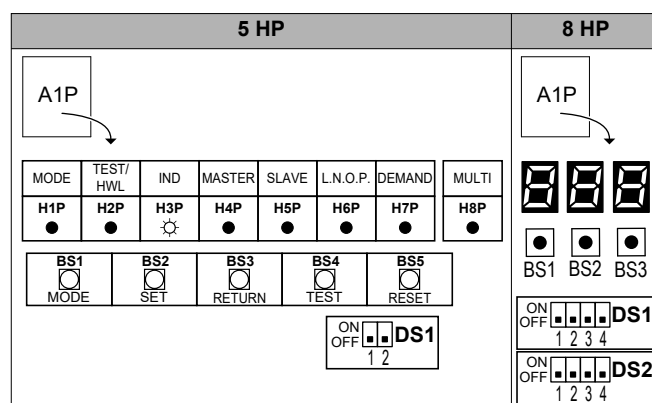 5 HP
8 HP
A1P
A1P
MODE TEST/HWL IND MASTER SLAVE L.N.O.P. DEMAND MULTI
H1P H2P H3P H4P H5P H6P H7P H8P
888
BS1 BS2 BS3 BS4 BS5
MODE SET RETURN TEST RESET
BS1 BS2 BS3
ON
OFF DS1
1 2
ON
OFF DS1
1 2 3 4
ON
OFF DS2
1 2 3 4